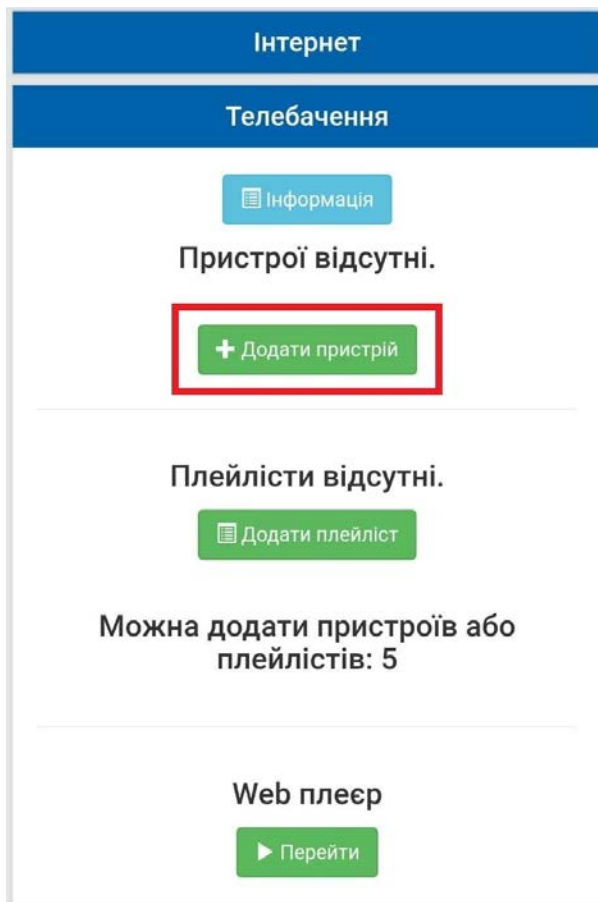 Інтернет
Телебачення
Інформація
Пристрої відсутні.
Додати пристрій
Плейлісти відсутні.
Додати плейліст
Можна додати пристроїв або
плейлістів: 5
Web плеєр
Перейти